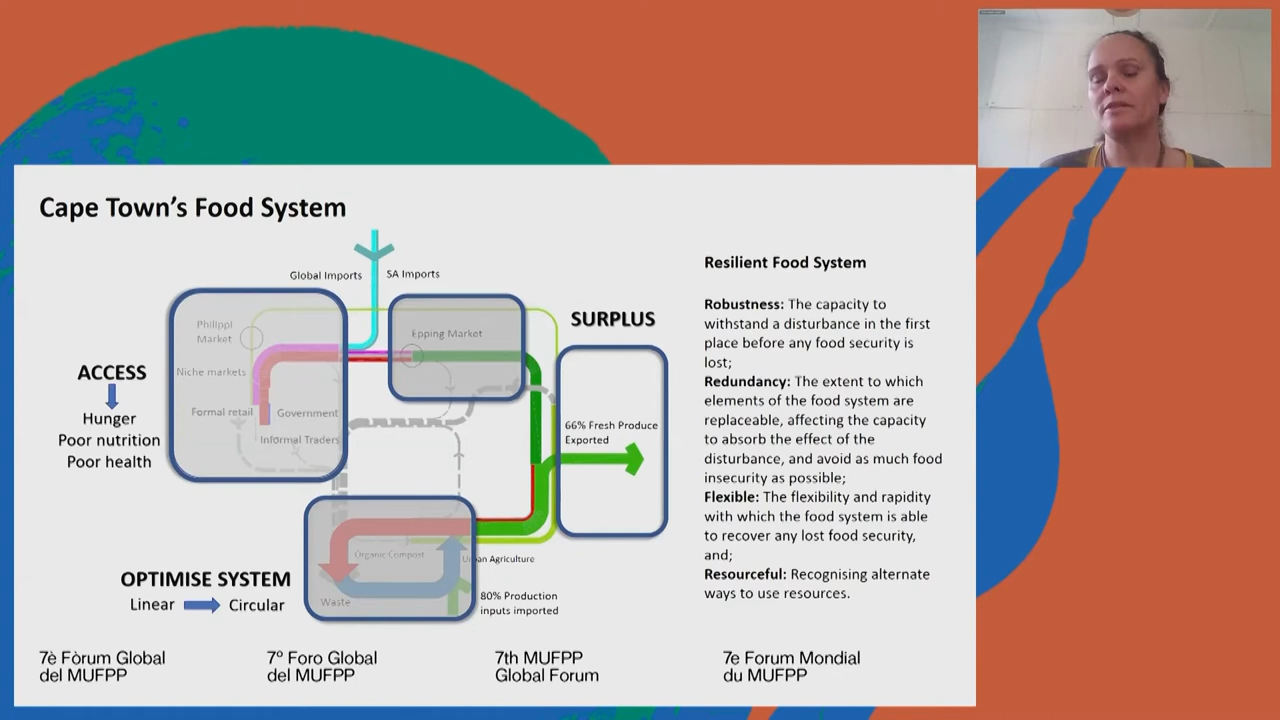 Cape Town's Food System
Global Imports
SA Imports
Philippi
Market
Niche markets
Formal retail
Government
Informal Traders
Epping Market
SURPLUS
66% Fresh Produce
Exported
ACCESS
Hunger
Poor nutrition
Poor health
OPTIMISE SYSTEM
Linear
Circular
Organic Compost
Waste
Urban Agriculture
80% Production
inputs imported
Resilient Food System
Robustness: The capacity to
withstand a disturbance in the first
place before any food security is
lost;
Redundancy: The extent to which
elements of the food system are
replaceable, affecting the capacity
to absorb the effect of the
disturbance, and avoid as much food
insecurity as possible;
Flexible: The flexibility and rapidity
with which the food system is able
to recover any lost food security,
and;
Resourceful: Recognising alternate
ways to use resources.
7è Fòrum Global
del MUFPP
7º Foro Global
del MUFPP
7th MUFPP
Global Forum
7e Forum Mondial
du MUFPP